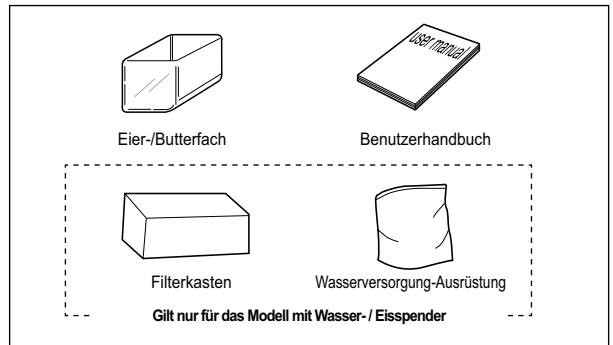 user manual
Eier-/Butterfach
Benutzerhandbuch
Filterkasten
Wasserversorgung-Ausrüstung
Gilt nur für das Modell mit Wasser- / Eisspender